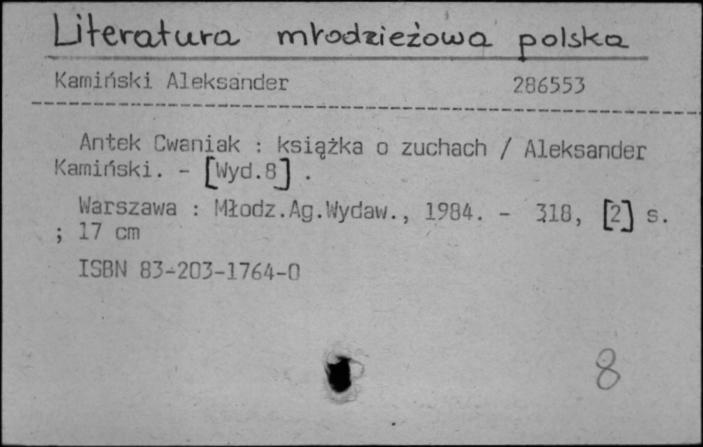 Literatura młodzieżowa polska
Kamiński Aleksander 286553
Antek Cwaniak : książka o zuchach / Aleksander
Kamiński. - [Wyd.8] .
Warszawa : Młodz.Ag.Wydaw., 1984. - 318, [2] s.
; 17 cm
ISBN 83-203-1764-0
8